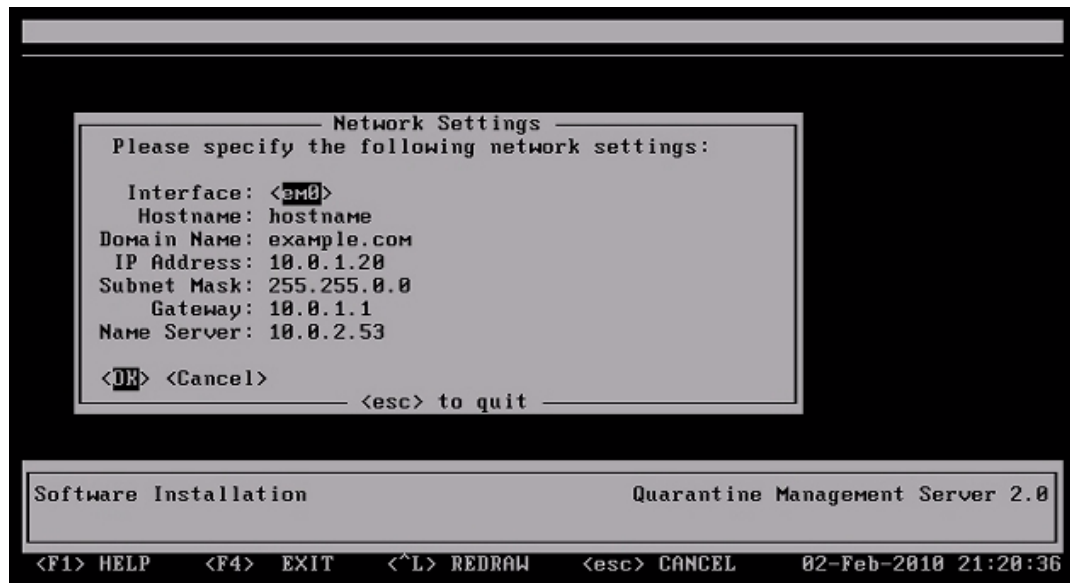 Network Settings
Please specify the following network settings:
Interface: <em0>
Hostname: hostname
Domain Name: example.com
IP Address: 10.0.1.20
Subnet Mask: 255.255.0.0
Gateway: 10.0.1.1
Name Server: 10.0.2.53
<OK> <Cancel>
<esc> to quit
Software Installation Quarantine Management Server 2.0
<F1> HELP <F4> EXIT <^L> REDRAW <esc> CANCEL 02-Feb-2010 21:20:36